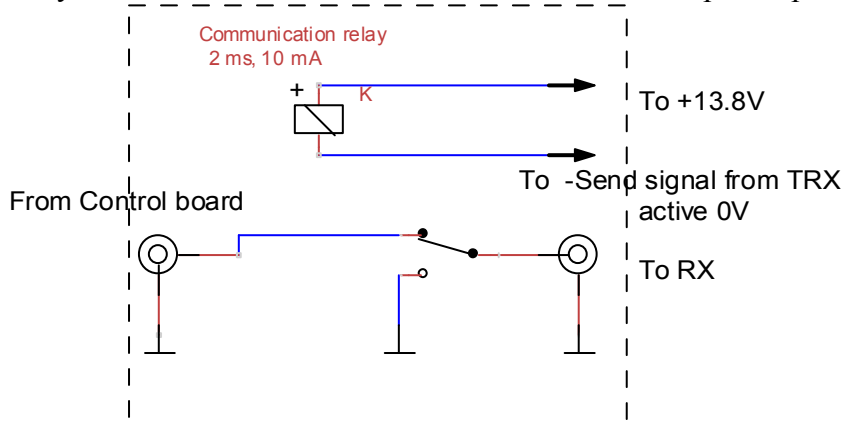 Communication relay
2 ms, 10 mA
+
K
To +13.8V
To -Send signal from TRX
active 0V
From Control board
To RX